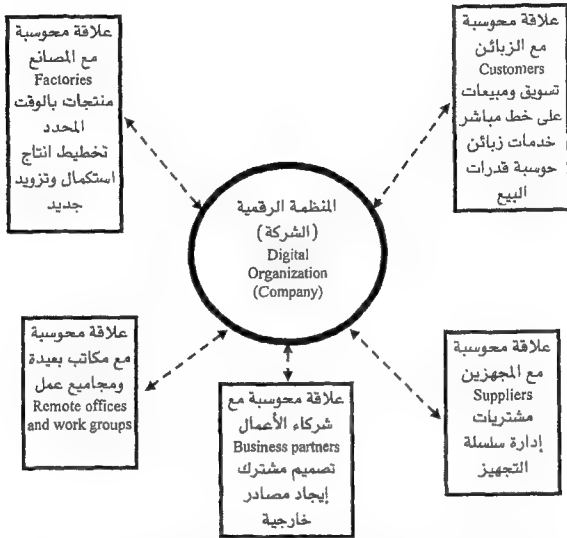 علاقة محوسبة
مع الزبائن
Customers
تسويق ومبيعات
على خط مباشر
خدمات زبائن
حوسبة قدرات
البيع
علاقة محوسبة
مع المصانع
Factories
منتجات بالوقت
المحدد
تخطيط انتاج
استكمال وتزويد
جديد
المنظمة الرقمية
(الشركة)
Digital
Organization
(Company)
علاقة محوسبة
مع المجهزين
Suppliers
مشتريات
إدارة سلسلة
التجهيز
علاقة محوسبة مع
شركاء الأعمال
Business partners
تصميم مشترك
إيجاد مصادر
خارجية
علاقة محوسبة
مع مكاتب بعيدة
ومجاميع عمل
Remote offices
and work groups